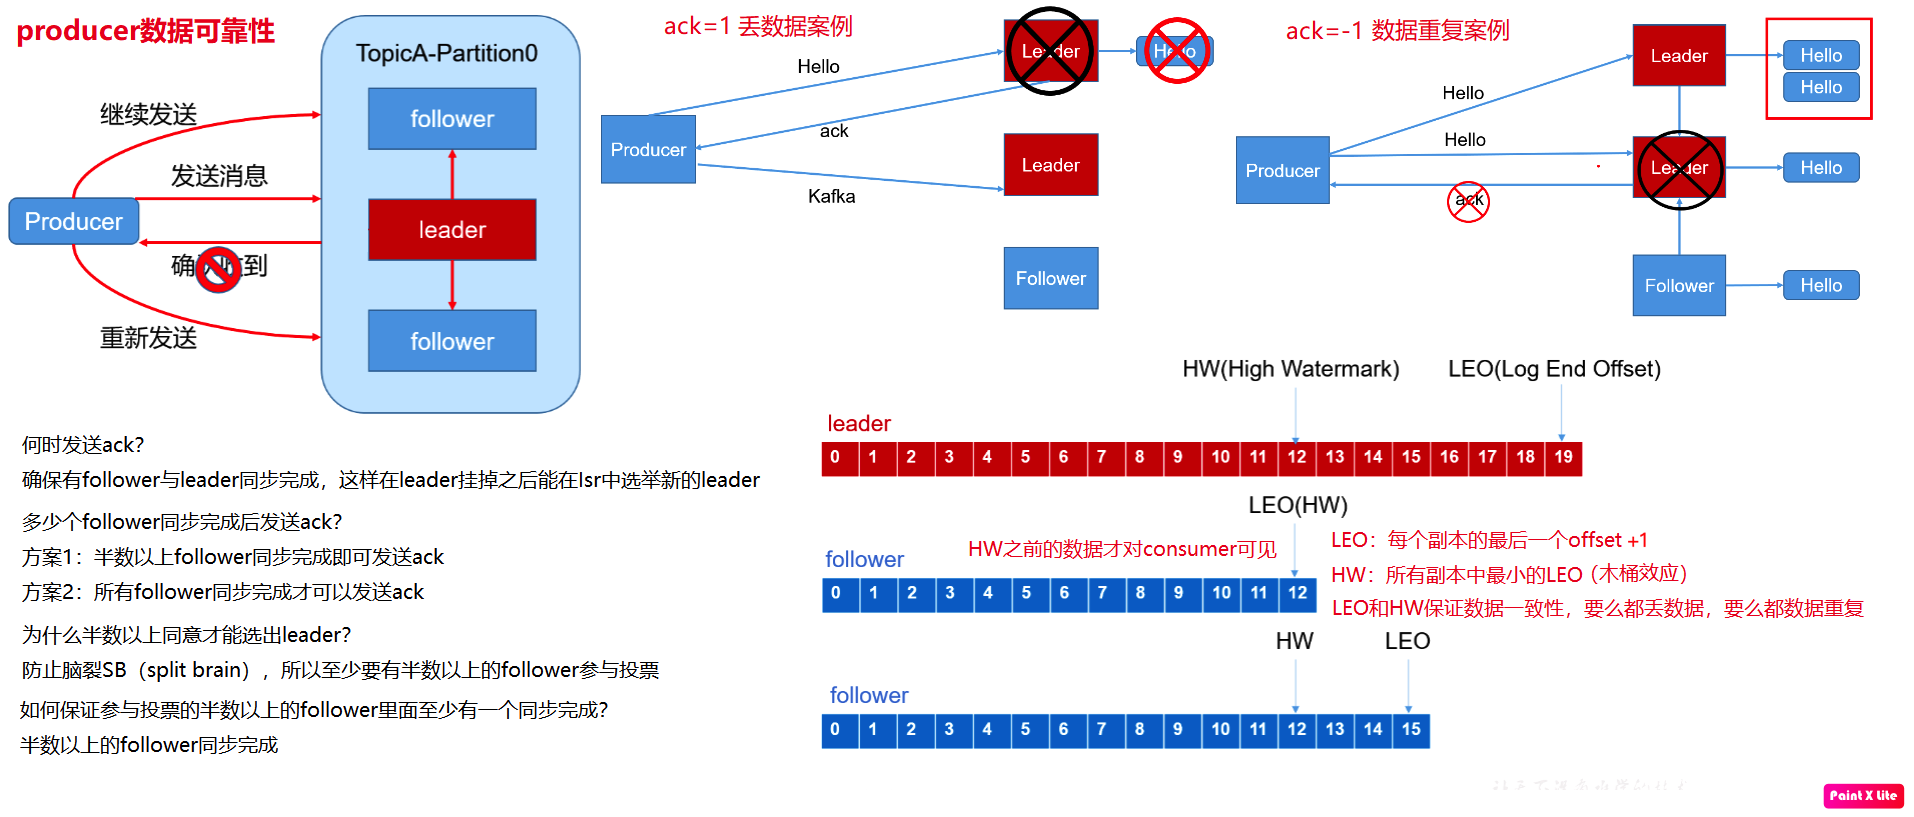 producer数据可靠性
TopicA-Partition0
继续发送
follower
发送消息
Producer
leader
确认收到
follower
重新发送
ack=1 丢数据案例
Hello
Leader
Hello
ack
Producer
Leader
Kafka
Follower
ack=-1 数据重复案例
Leader
Hello
Hello
Hello
Hello
Producer
Leader
Hello
ack
Follower
Hello
何时发送ack?
确保有follower与leader同步完成，这样在leader挂掉之后能在Isr中选举新的leader
多少个follower同步完成后发送ack?
方案1：半数以上follower同步完成即可发送ack
方案2：所有follower同步完成才可以发送ack
为什么半数以上同意才能选出leader?
防止脑裂SB（split brain），所以至少要有半数以上的follower参与投票
如何保证参与投票的半数以上的follower里面至少有一个同步完成?
半数以上的follower同步完成
HW(High Watermark)
LEO(Log End Offset)
leader
0 1 2 3 4 5 6 7 8 9 10 11 12 13 14 15 16 17 18 19
LEO(HW)
HW之前的数据才对consumer可见
follower
0 1 2 3 4 5 6 7 8 9 10 11 12
LEO：每个副本的最后一个offset +1
HW：所有副本中最小的LEO（木桶效应）
LEO和HW保证数据一致性，要么都丢数据，要么都数据重复
HW
LEO
follower
0 1 2 3 4 5 6 7 8 9 10 11 12 13 14 15
Paint X Lite